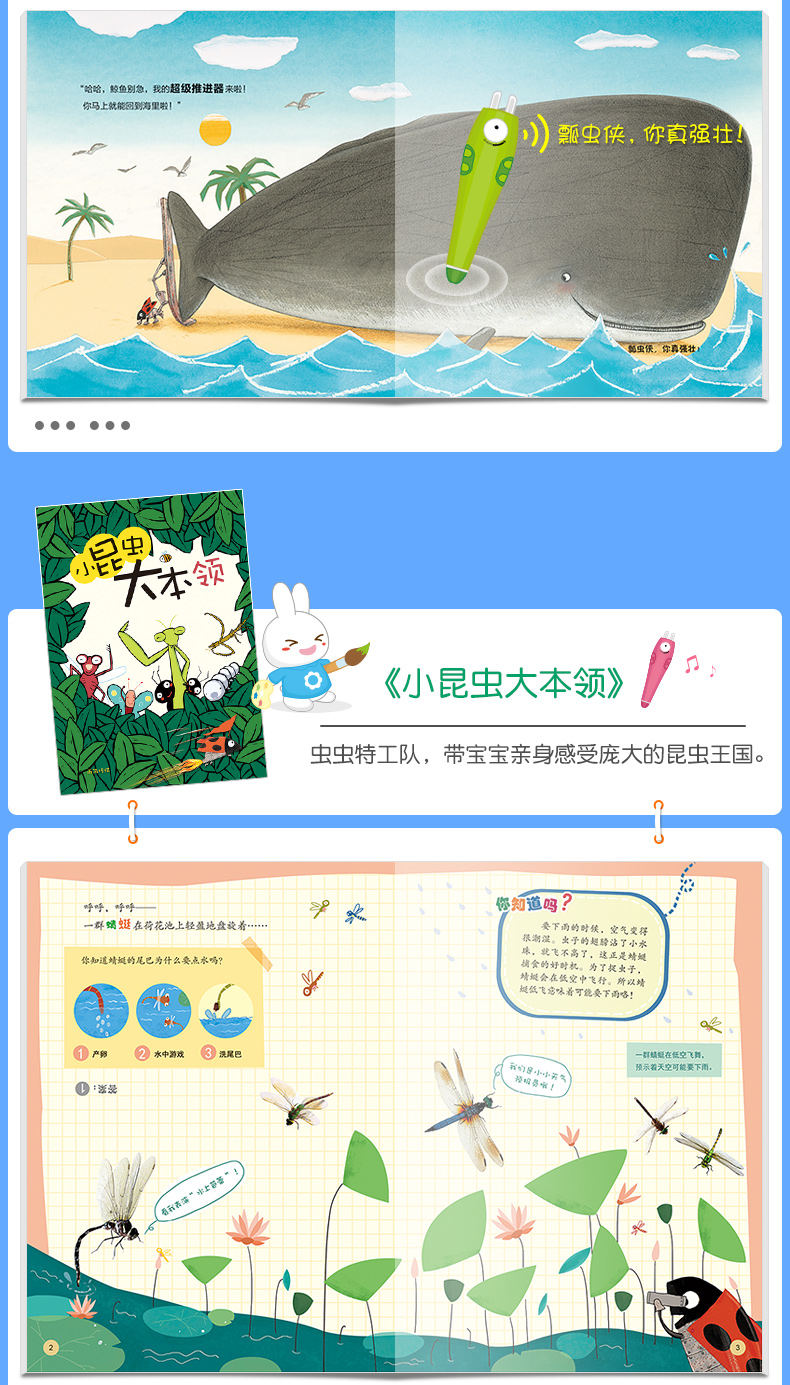 “哈哈，鲸鱼别急，我的超级推进器来啦！
你马上就能回到海里啦！”
瓢虫侠，你真强壮！
瓢虫侠，你真强壮！
小昆虫
大本领
《小昆虫大本领》
虫虫特工队，带宝宝亲身感受庞大的昆虫王国。
呼呼，呼呼——
一群蜻蜓在荷花池上轻盈地盘旋着……
你知道蜻蜓的尾巴为什么要点水吗？
1 产卵 2 水中游戏 3 洗尾巴
答案：1
看我表演“水上芭蕾”！
你知道吗？
要下雨的时候，空气变得
很潮湿。虫子的翅膀沾了小水
珠，就飞不高了，这正是蜻蜓
捕食的好时机。为了捉虫子，
蜻蜓会在低空中飞行。所以蜻
蜓低飞意味着可能要下雨咯！
一群蜻蜓在低空飞舞，
预示着天空可能要下雨。
我们是小小天气
预报员哦！
2
3